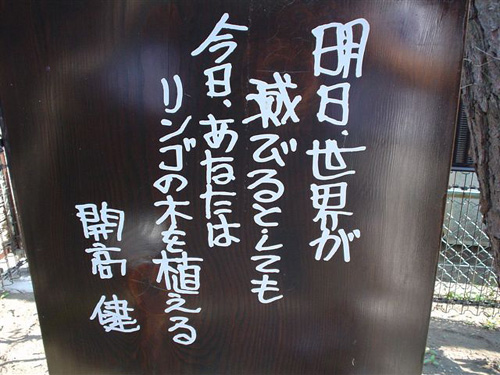 明日、世界が
滅びるとしても
今日、あなたは
リンゴの木を植える
開高 健